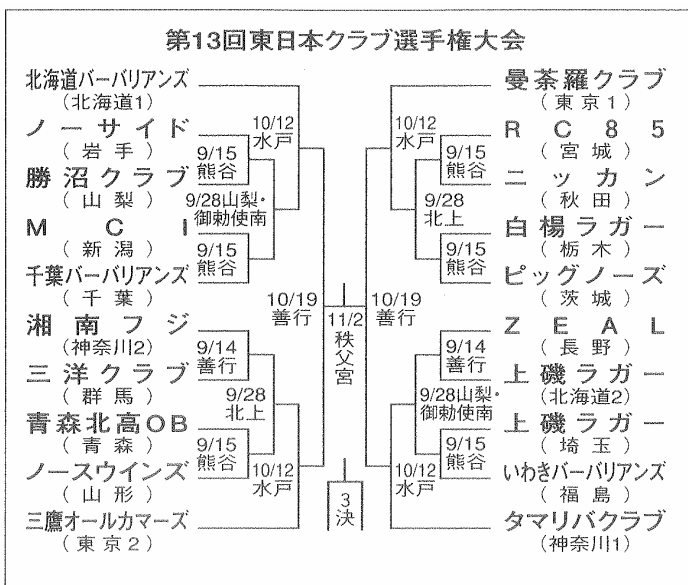 第13回東日本クラブ選手権大会
北海道バーバリアンズ
(北海道1)
ノーサイド
(岩手)
勝沼クラブ
(山梨)
MCI
(新潟)
千葉バーバリアンズ
(千葉)
湘南フジ
(神奈川2)
三洋クラブ
(群馬)
青森北高OB
(青森)
ノースウインズ
(山形)
三鷹オールカマーズ
(東京2)
10/12
水戸
9/15
熊谷
9/28山梨・
御勅使南
9/15
熊谷
10/19
善行
9/14
善行
9/28
北上
9/15
熊谷
10/12
水戸
11/2
秩父宮
3決
10/12
水戸
9/15
熊谷
9/28
北上
9/15
熊谷
10/19
善行
9/14
善行
9/28山梨・
御勅使南
9/15
熊谷
10/12
水戸
曼荼羅クラブ
(東京1)
RC85
(宮城)
ニッカン
(秋田)
白楊ラガー
(栃木)
ピッグノーズ
(茨城)
ZEAL
(長野)
上磯ラガー
(北海道2)
上磯ラガー
(埼玉)
いわきバーバリアンズ
(福島)
タマリバクラブ
(神奈川1)